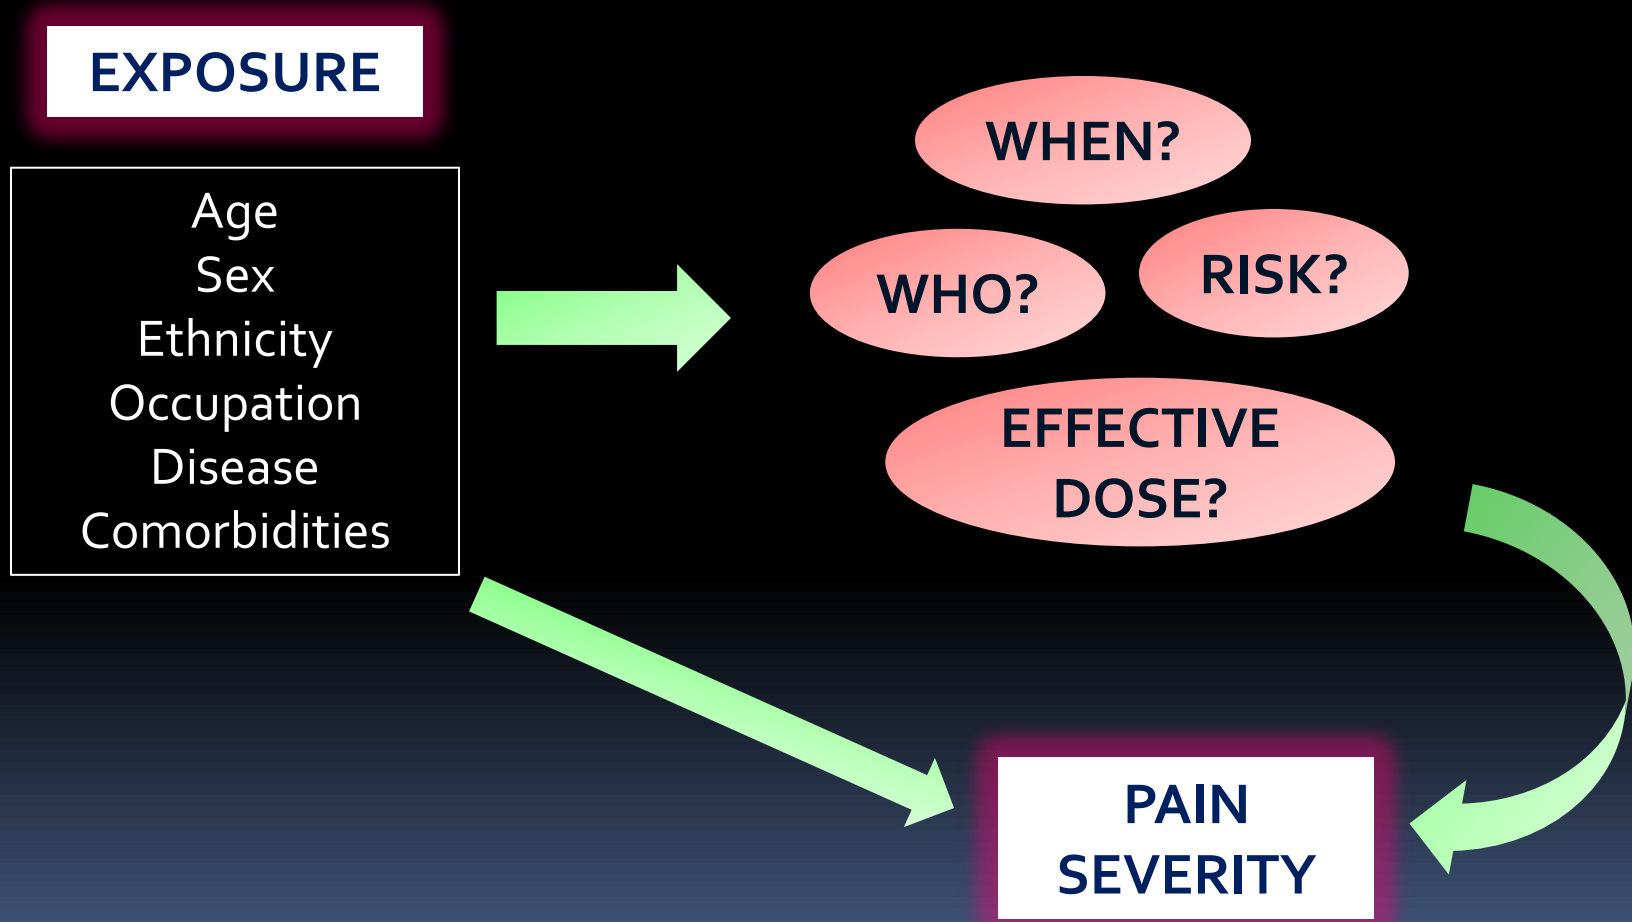 EXPOSURE
Age
Sex
Ethnicity
Occupation
Disease
Comorbidities
WHEN?
WHO?
RISK?
EFFECTIVE
DOSE?
PAIN
SEVERITY